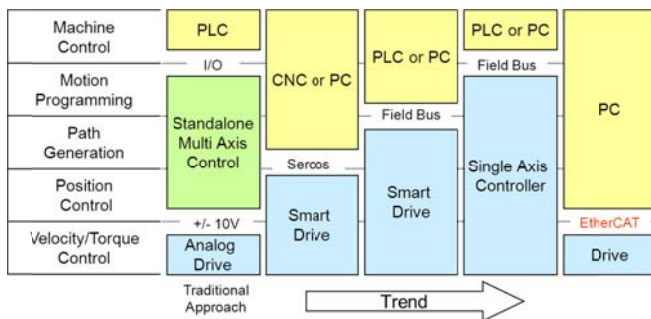 Machine
Control
Motion
Programming
Path
Generation
Position
Control
Velocity/Torque
Control
PLC
I/O
Standalone
Multi Axis
Control
+/- 10V
Analog
Drive
Traditional
Approach
CNC or PC
Sercos
Smart
Drive
PLC or PC
Field Bus
Smart
Drive
PLC or PC
Field Bus
Single Axis
Controller
PC
EtherCAT
Drive
Trend